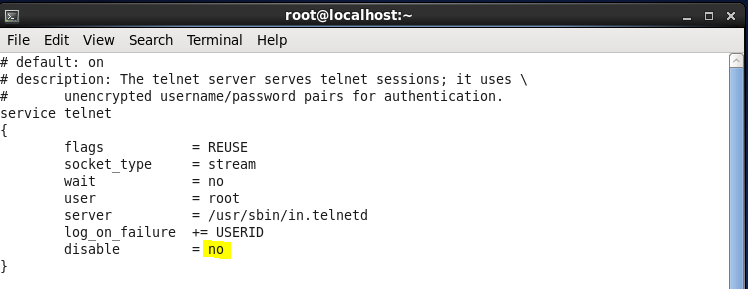 root@localhost:~
File Edit View Search Terminal Help
# default: on
# description: The telnet server serves telnet sessions; it uses \
#       unencrypted username/password pairs for authentication.
service telnet
{
        flags           = REUSE
        socket_type     = stream
        wait            = no
        user            = root
        server          = /usr/sbin/in.telnetd
        log_on_failure  += USERID
        disable         = no
}